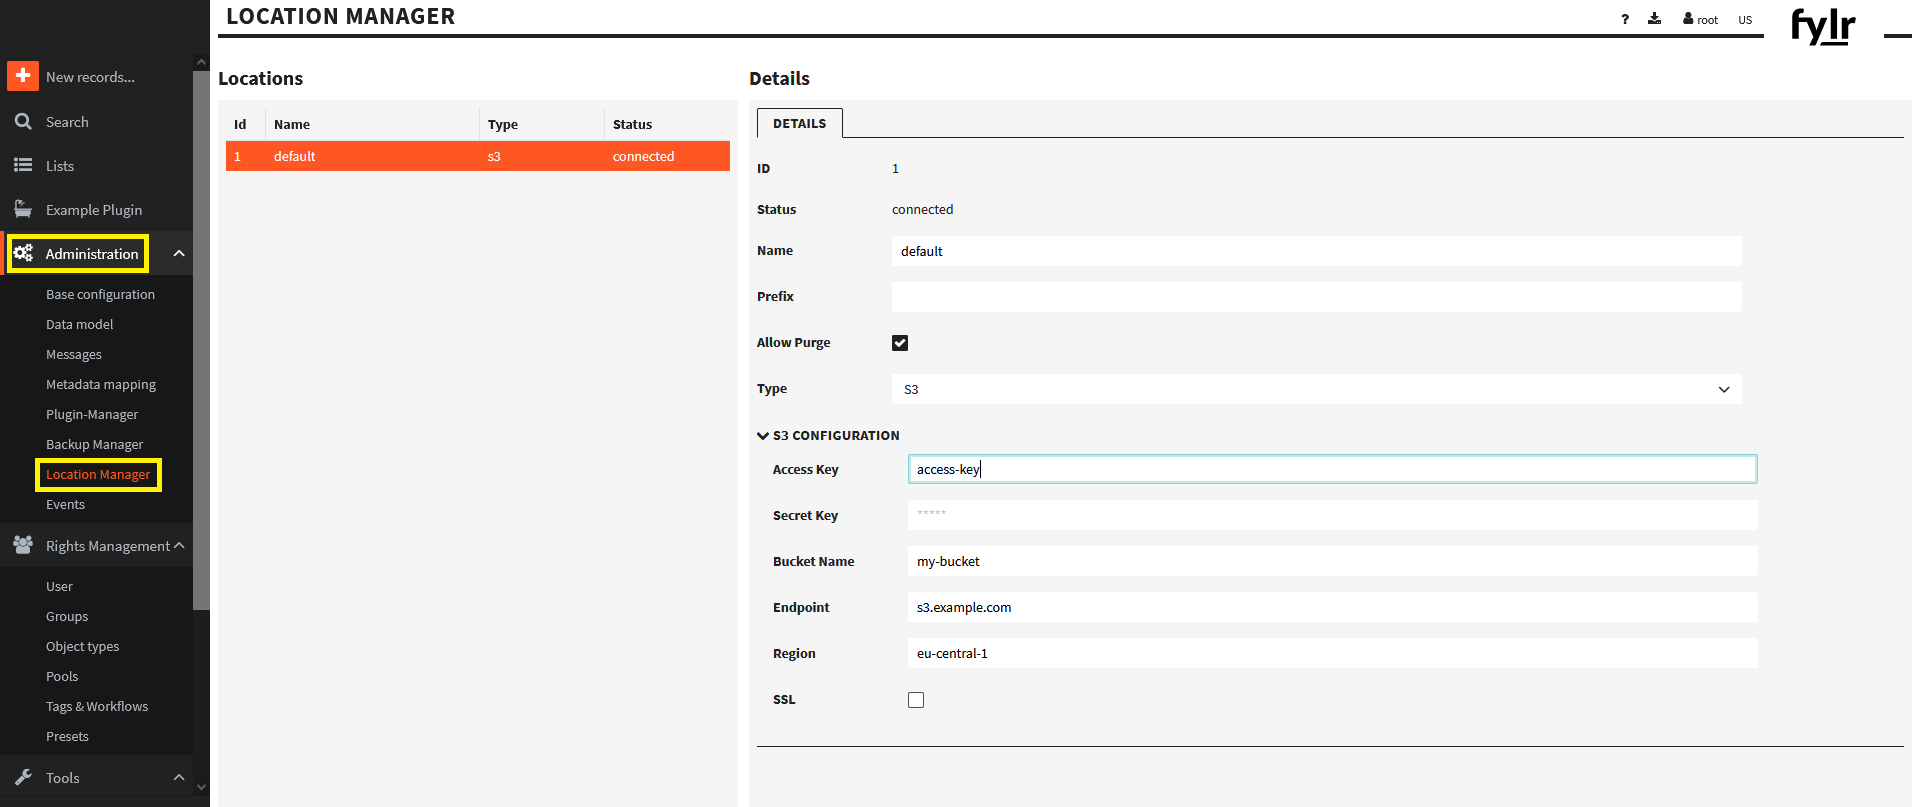 LOCATION MANAGER
? root US
fylr
New records...
Search
Lists
Example Plugin
Administration
Base configuration
Data model
Messages
Metadata mapping
Plugin-Manager
Backup Manager
Location Manager
Events
Rights Management
User
Groups
Object types
Pools
Tags & Workflows
Presets
Tools
Locations
Id Name Type Status
1 default s3 connected
Details
DETAILS
ID 1
Status connected
Name default
Prefix
Allow Purge
Type S3
S3 CONFIGURATION
Access Key access-key
Secret Key *****
Bucket Name my-bucket
Endpoint s3.example.com
Region eu-central-1
SSL